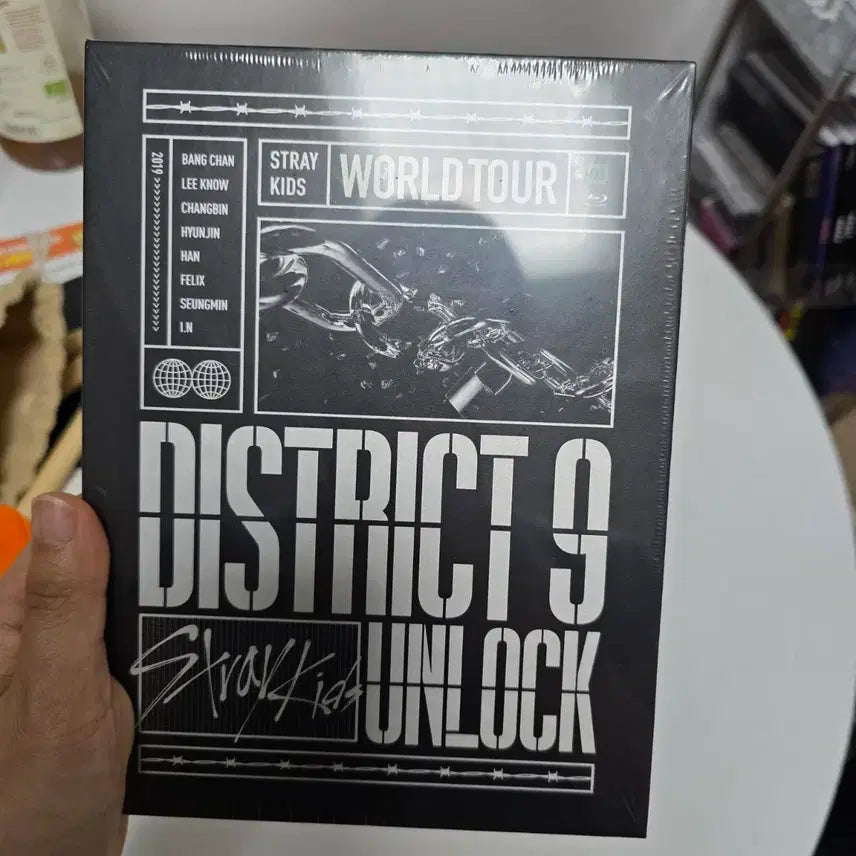 2019
BANG CHAN
LEE KNOW
CHANGBIN
HYUNJIN
HAN
FELIX
SEUNGMIN
I.N
STRAY
KIDS
WORLD TOUR
DISTRICT 9
Stray Kids
UNLOCK